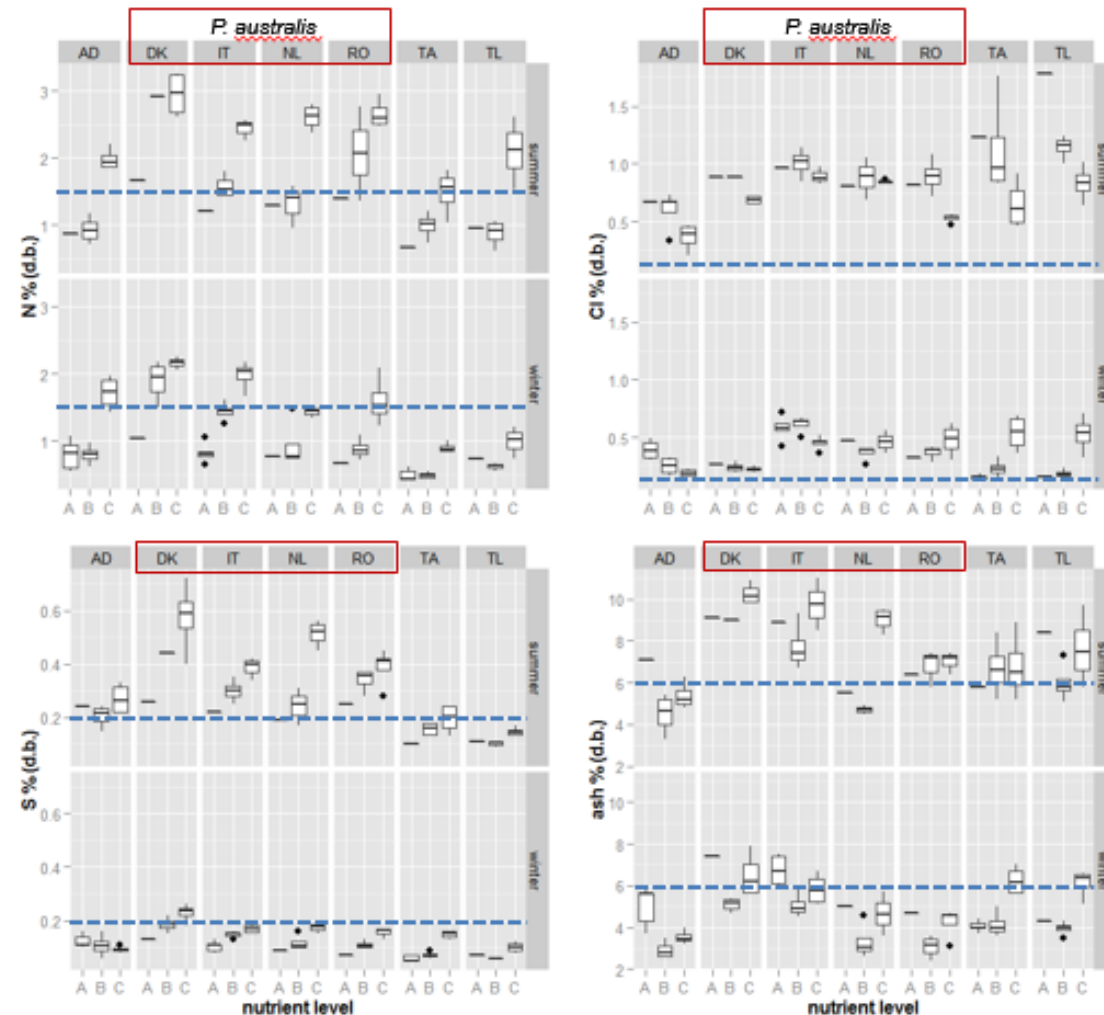 P. australis
AD DK IT NL RO TA TL
3
2
1
summer
3
2
1
winter
N % (d.b.)
A B C A B C A B C A B C A B C A B C A B C
P. australis
AD DK IT NL RO TA TL
1.5
1.0
0.5
summer
1.5
1.0
0.5
winter
Cl % (d.b.)
A B C A B C A B C A B C A B C A B C A B C
AD DK IT NL RO TA TL
0.6
0.4
0.2
summer
0.6
0.4
0.2
winter
S % (d.b.)
A B C A B C A B C A B C A B C A B C A B C
nutrient level
AD DK IT NL RO TA TL
10
8
6
4
2
summer
10
8
6
4
2
winter
ash % (d.b.)
A B C A B C A B C A B C A B C A B C A B C
nutrient level